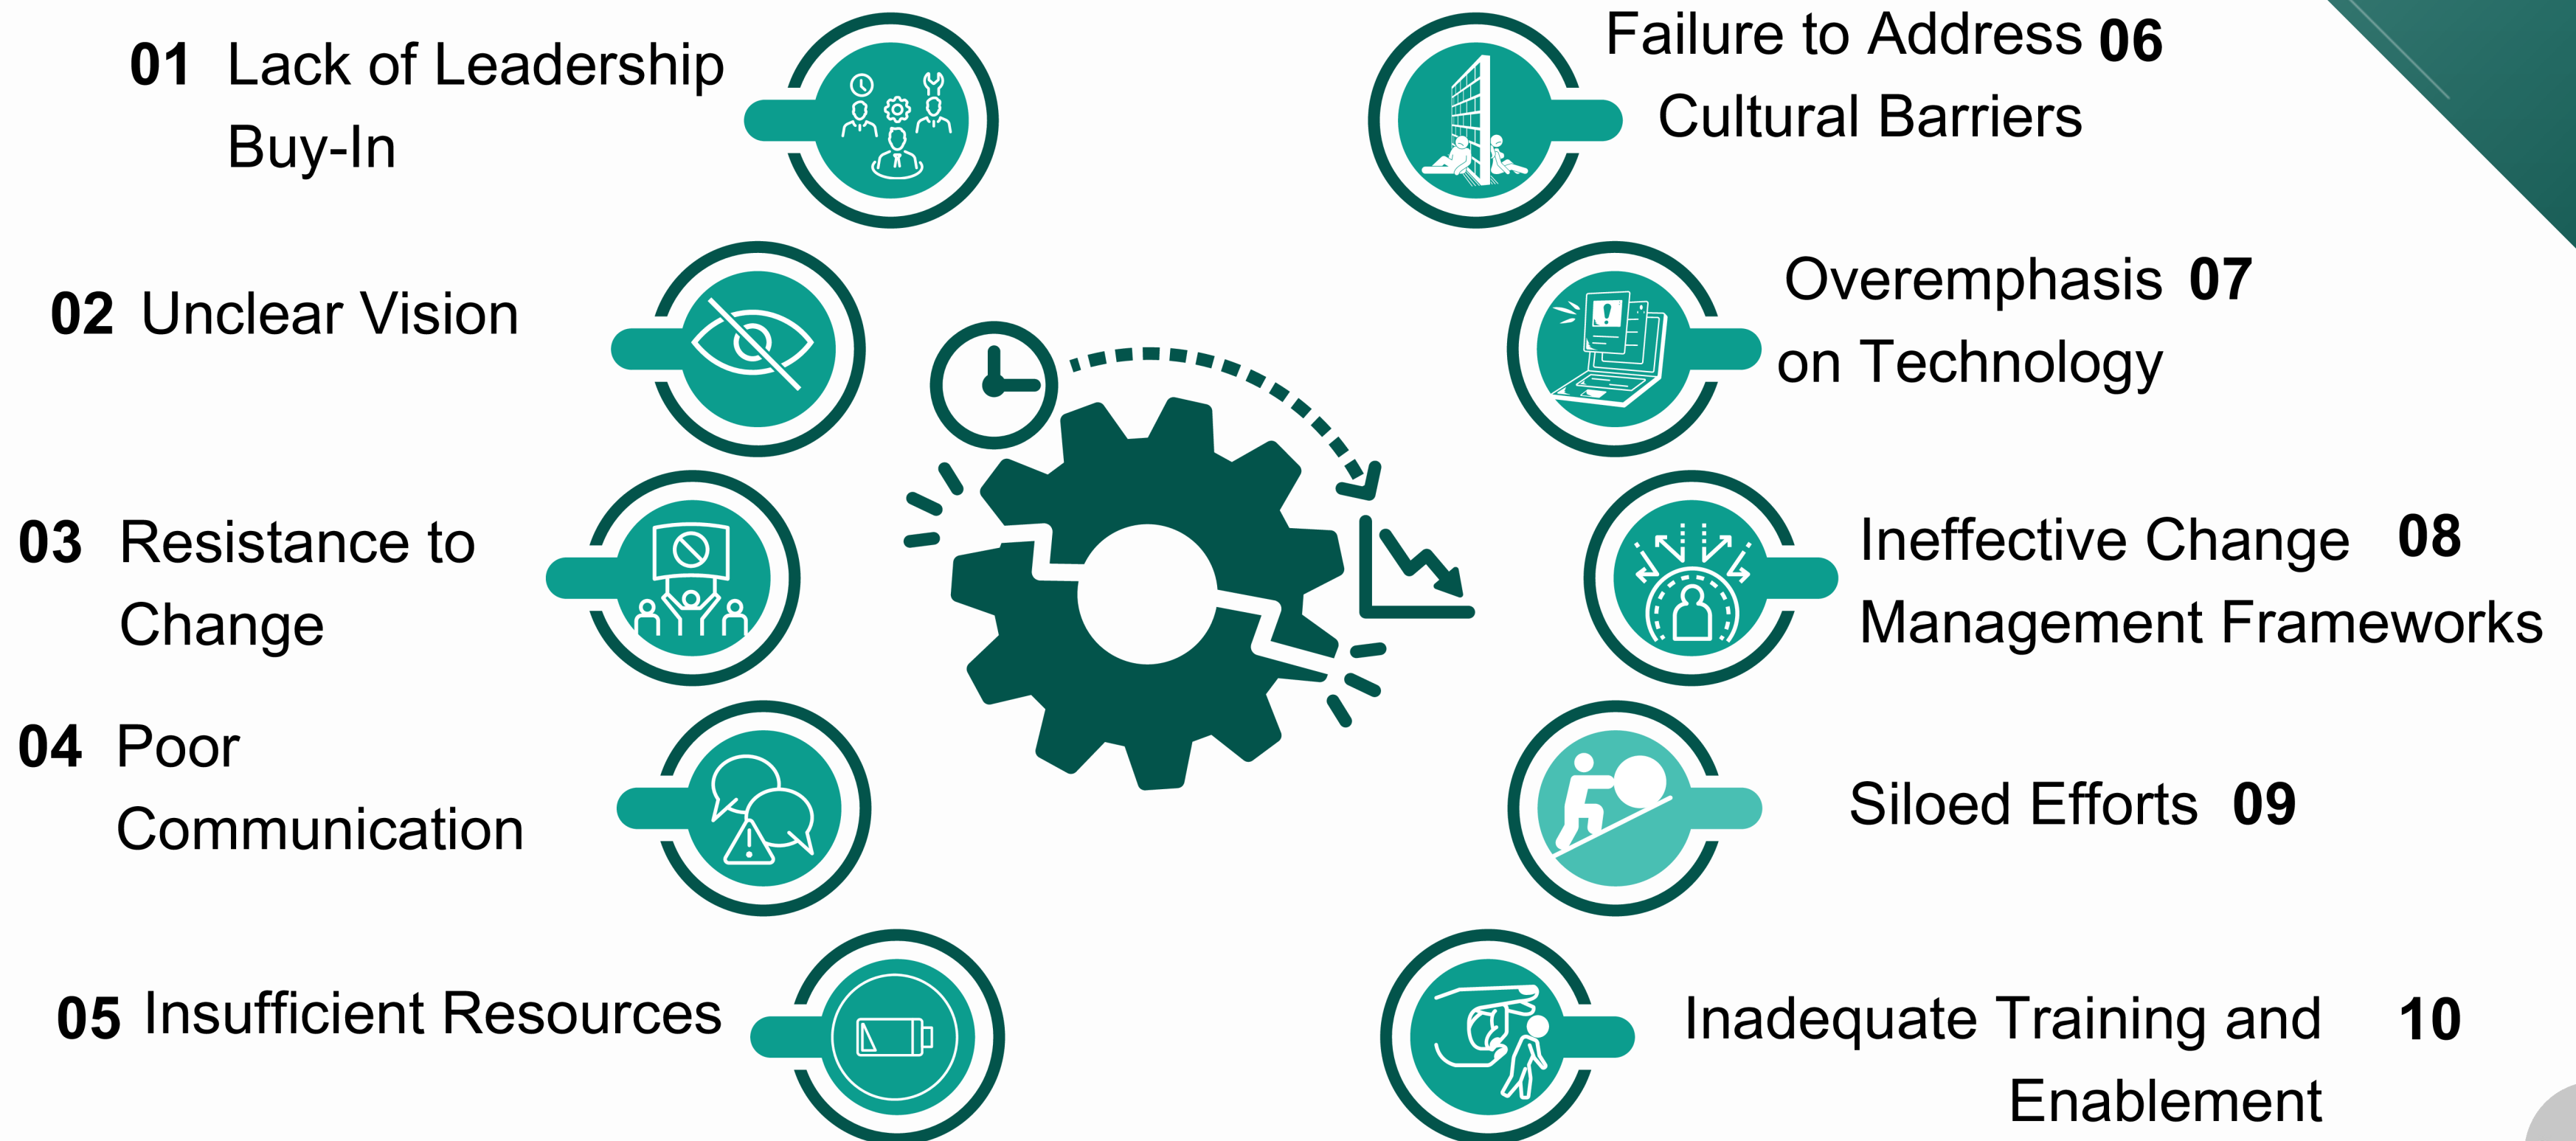 01 Lack of Leadership
Buy-In
02 Unclear Vision
03 Resistance to
Change
04 Poor
Communication
05 Insufficient Resources
Failure to Address 06
Cultural Barriers
Overemphasis 07
on Technology
Ineffective Change 08
Management Frameworks
Siloed Efforts 09
Inadequate Training and 10
Enablement